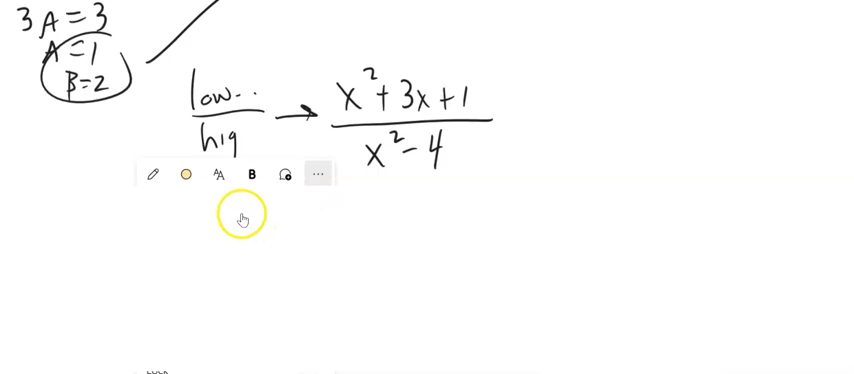 3A = 3
A = 1
B = 2
low..
hig
→
x² + 3x + 1
x² - 4
B